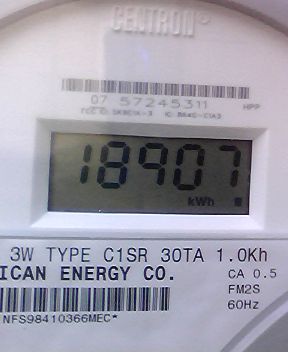 CENTRON®
07 57245311 HPP
18907
kWh
3W TYPE C1SR 30TA 1.0Kh
ICAN ENERGY CO. CA 0.5
FM2S
60Hz
NFS98410366MEC*